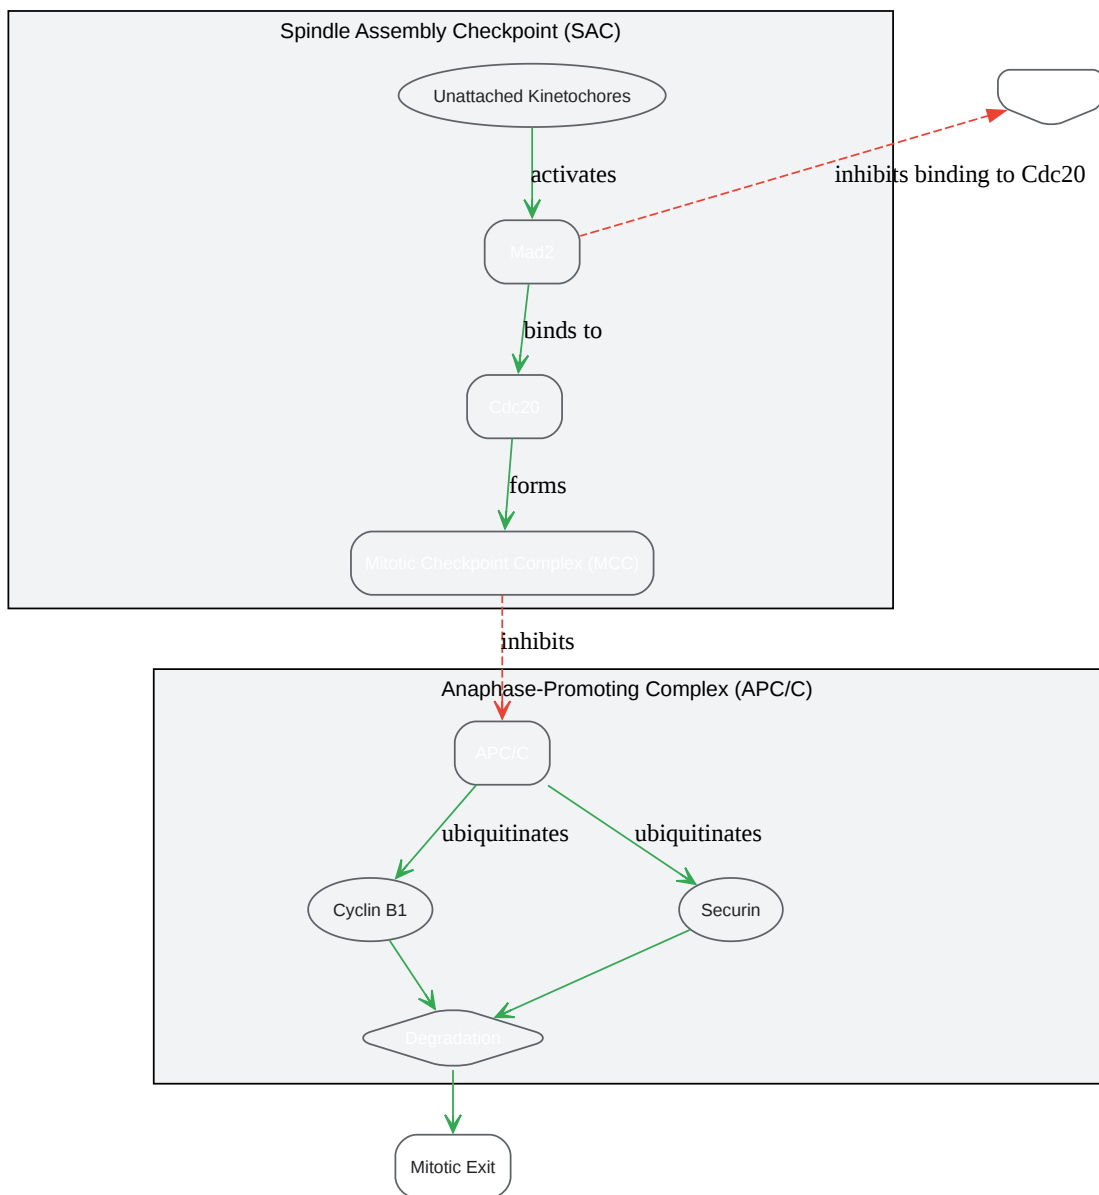 Spindle Assembly Checkpoint (SAC)
Unattached Kinetochores
activates
inhibits binding to Cdc20
Mad2
binds to
Cdc20
forms
Mitotic Checkpoint Complex (MCC)
inhibits
Anaphase-Promoting Complex (APC/C)
APC/C
ubiquitinates
ubiquitinates
Cyclin B1
Securin
Degradation
Mitotic Exit